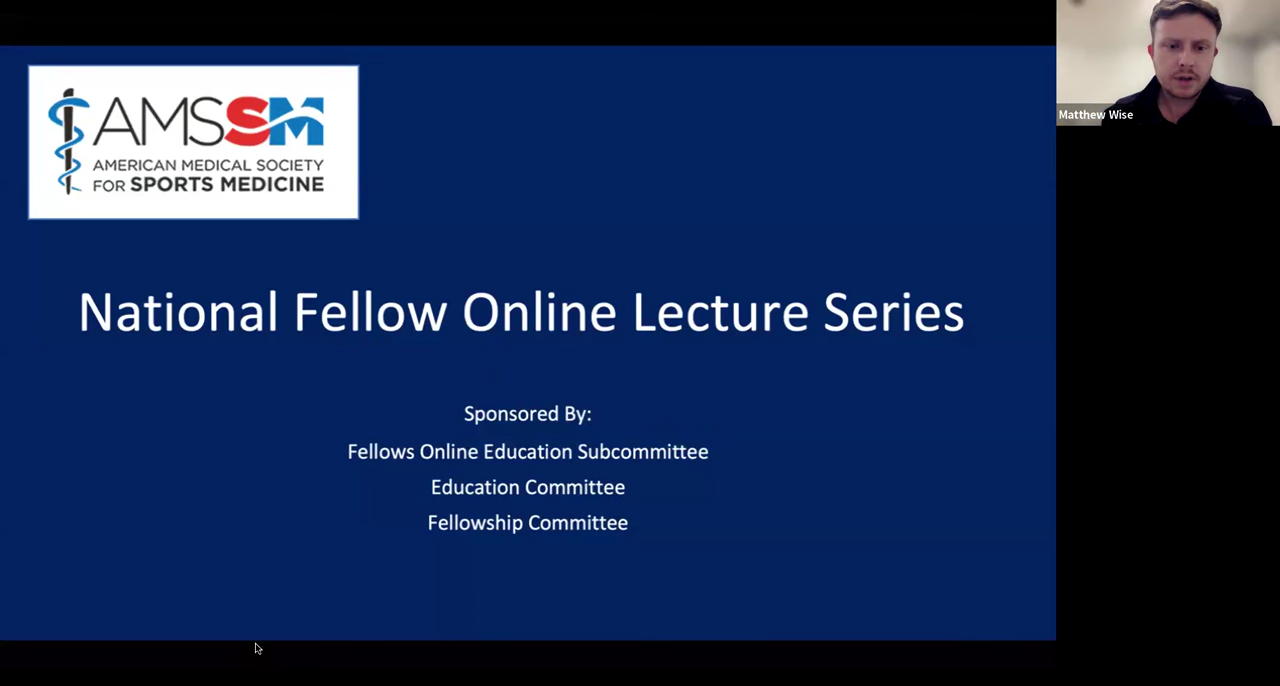 AMSSM
AMERICAN MEDICAL SOCIETY
FOR SPORTS MEDICINE
Matthew Wise
National Fellow Online Lecture Series
Sponsored By:
Fellows Online Education Subcommittee
Education Committee
Fellowship Committee